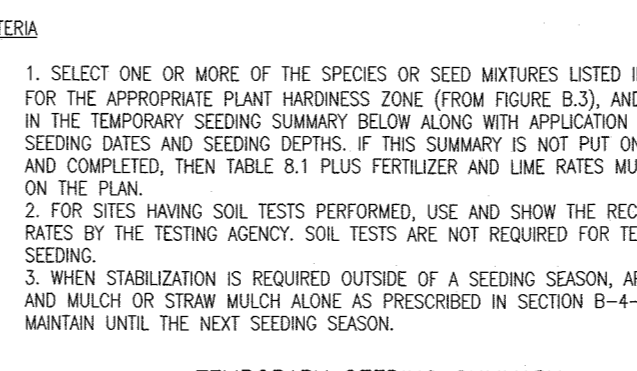 TERIA
1. SELECT ONE OR MORE OF THE SPECIES OR SEED MIXTURES LISTED
FOR THE APPROPRIATE PLANT HARDINESS ZONE (FROM FIGURE B.3), AND
IN THE TEMPORARY SEEDING SUMMARY BELOW ALONG WITH APPLICATION
SEEDING DATES AND SEEDING DEPTHS. IF THIS SUMMARY IS NOT PUT ON
AND COMPLETED, THEN TABLE 8.1 PLUS FERTILIZER AND LIME RATES MU
ON THE PLAN.
2. FOR SITES HAVING SOIL TESTS PERFORMED, USE AND SHOW THE REC
RATES BY THE TESTING AGENCY. SOIL TESTS ARE NOT REQUIRED FOR TE
SEEDING.
3. WHEN STABILIZATION IS REQUIRED OUTSIDE OF A SEEDING SEASON, AP
AND MULCH OR STRAW MULCH ALONE AS PRESCRIBED IN SECTION B-4-
MAINTAIN UNTIL THE NEXT SEEDING SEASON.